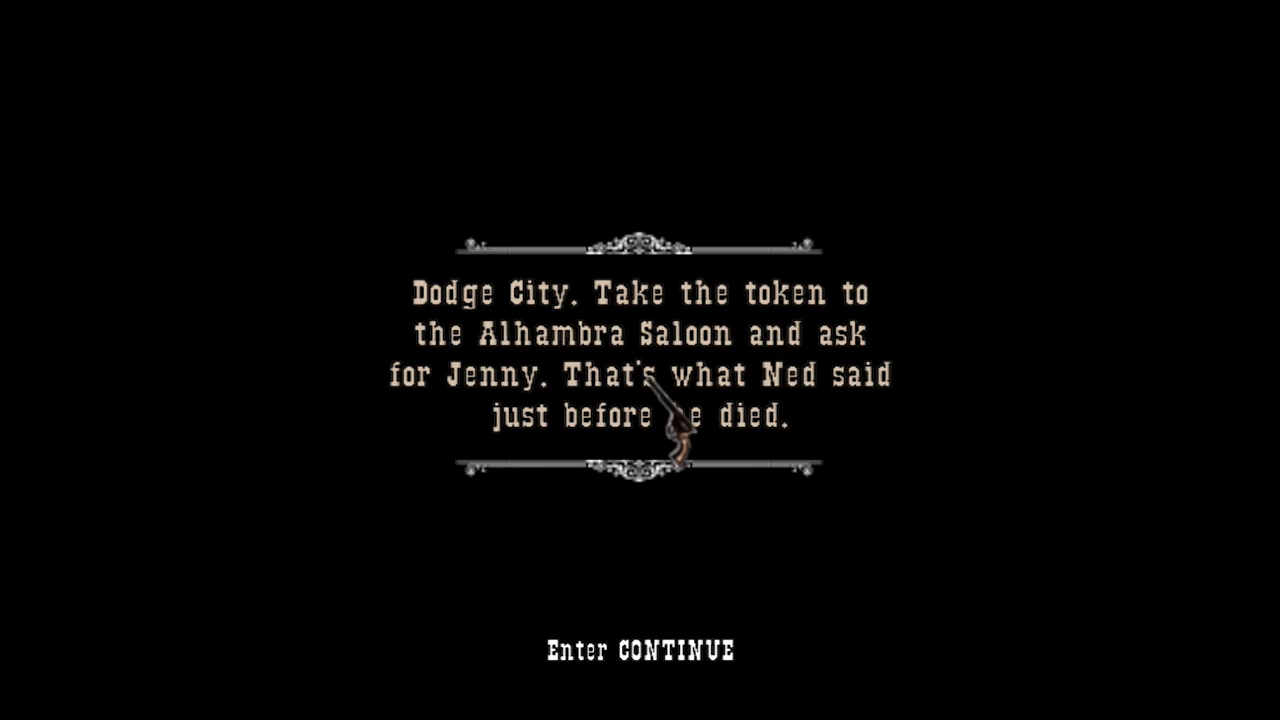 Dodge City. Take the token to
the Alhambra Saloon and ask
for Jenny. That's what Ned said
just before he died.
Enter CONTINUE